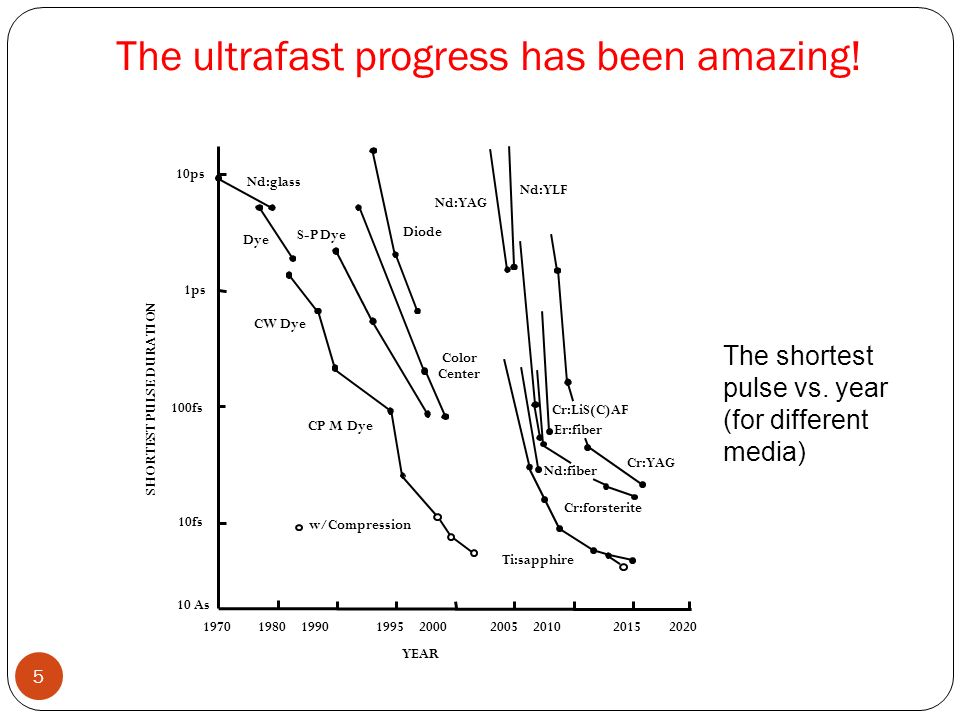 The ultrafast progress has been amazing!
10ps
Nd:glass
Nd:YLF
Nd:YAG
Diode
S-P Dye
Dye
1ps
CW Dye
SHORTEST PULSE DURATION
Color
Center
The shortest
pulse vs. year
(for different
media)
100fs
Cr:LiS(C)AF
Er:fiber
CP M Dye
Cr:YAG
Nd:fiber
Cr:forsterite
10fs
w/Compression
Ti:sapphire
10 As
1970 1980 1990 1995 2000 2005 2010 2015 2020
YEAR
5